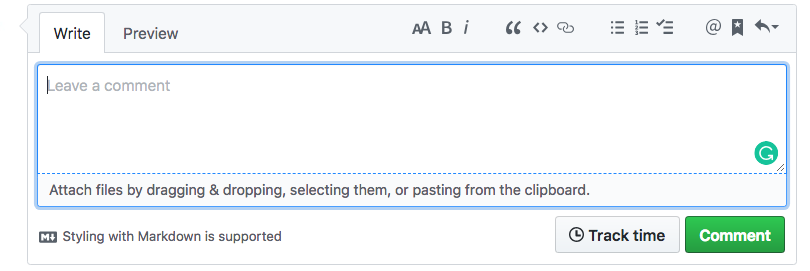 Write Preview AA B i @
Leave a comment
Attach files by dragging & dropping, selecting them, or pasting from the clipboard.
M Styling with Markdown is supported Track time Comment